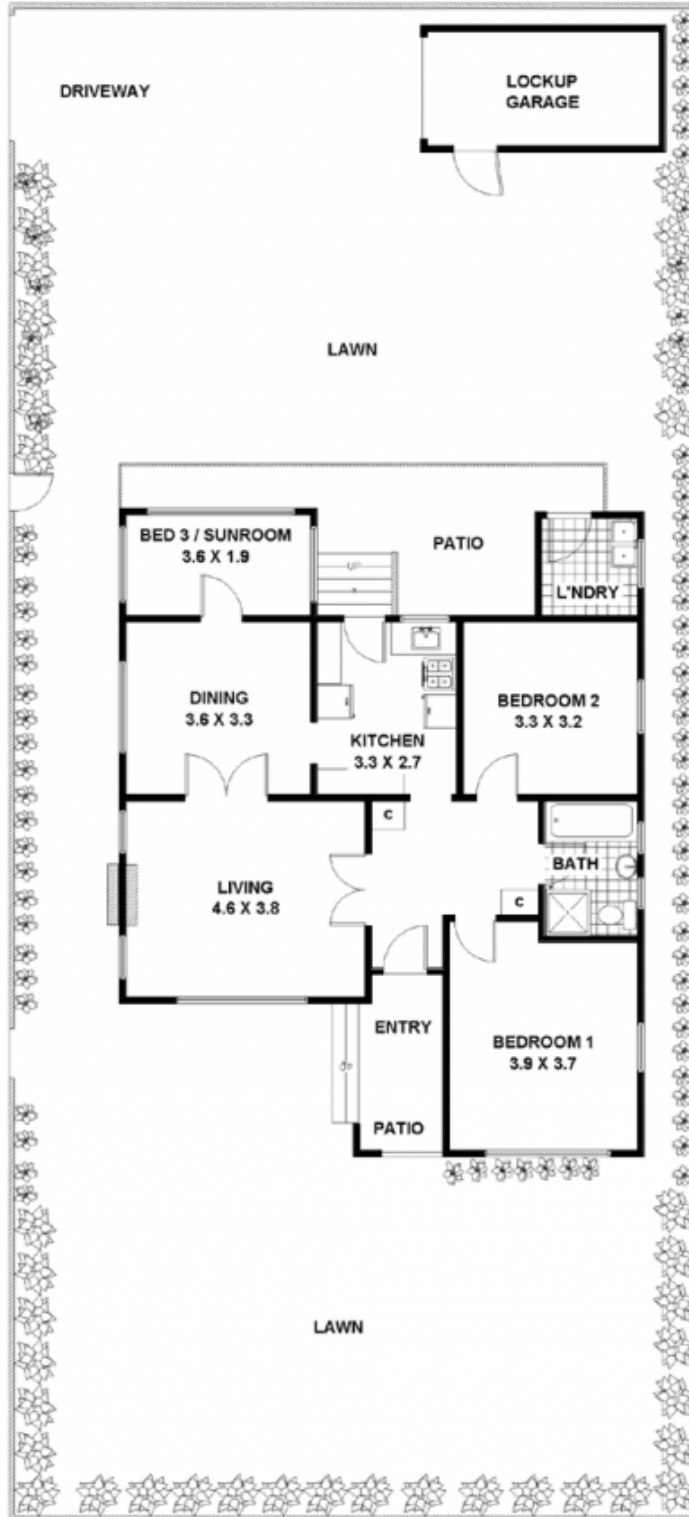 LOCKUP
GARAGE
DRIVEWAY
LAWN
BED 3 / SUNROOM
3.6 X 1.9
PATIO
L'NDRY
UP
DINING
3.6 X 3.3
BEDROOM 2
3.3 X 3.2
KITCHEN
3.3 X 2.7
C
BATH
LIVING
4.6 X 3.8
C
ENTRY
BEDROOM 1
3.9 X 3.7
UP
PATIO
LAWN